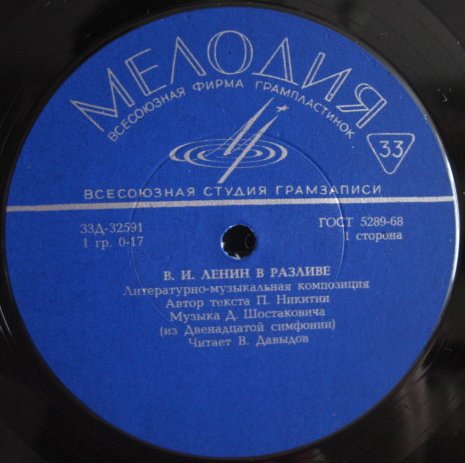 МЕЛОДИЯ
ВСЕСОЮЗНАЯ ФИРМА ГРАМПЛАСТИНОК
33
ВСЕСОЮЗНАЯ СТУДИЯ ГРАМЗАПИСИ
33Д-32591
ГОСТ 5289-68
1 гр. 0-17
1 сторона
В. И. ЛЕНИН В РАЗЛИВЕ
Литературно-музыкальная композиция
Автор текста П. Никитин
Музыка Д. Шостаковича
(из Двенадцатой симфонии)
Читает В. Давыдов